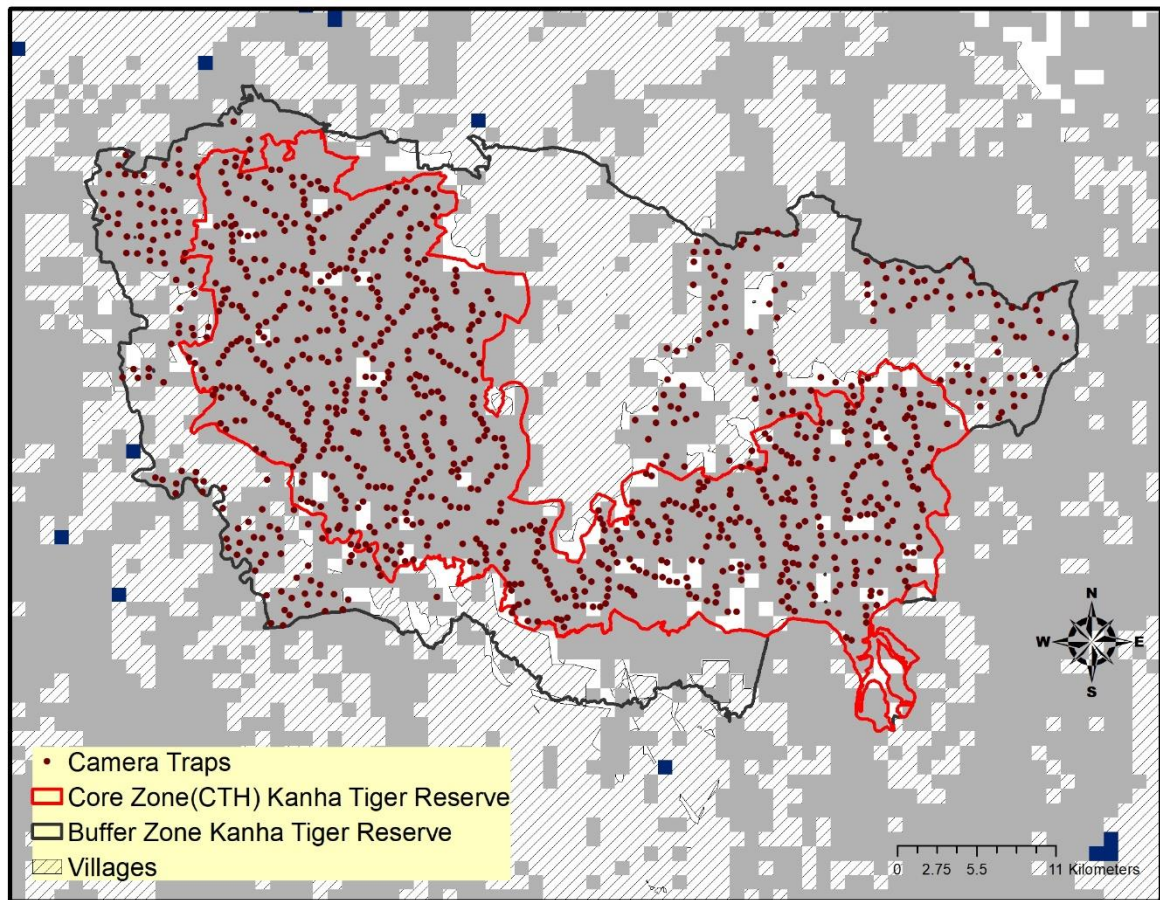 N
W E
S
Camera Traps
Core Zone(CTH) Kanha Tiger Reserve
Buffer Zone Kanha Tiger Reserve
Villages
0 2.75 5.5 11 Kilometers